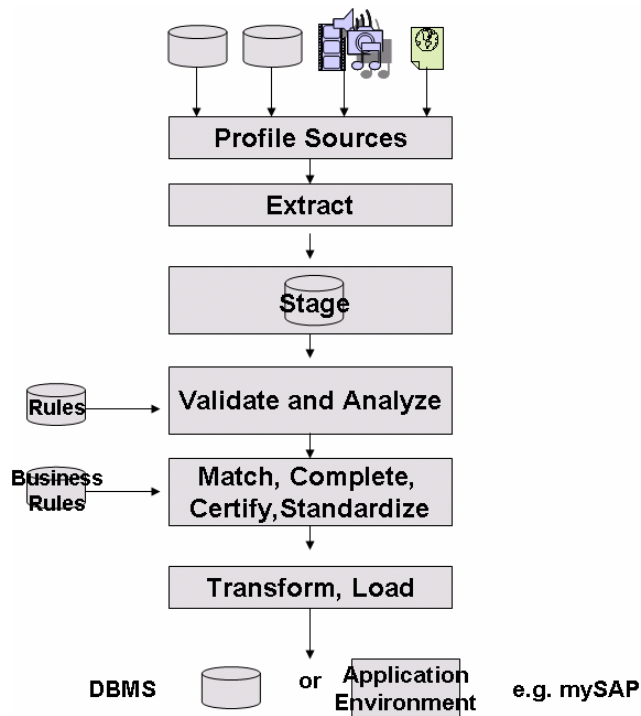 Profile Sources
Extract
Stage
Rules
Validate and Analyze
Business
Rules
Match, Complete,
Certify,Standardize
Transform, Load
DBMS
or
Application
Environment
e.g. mySAP